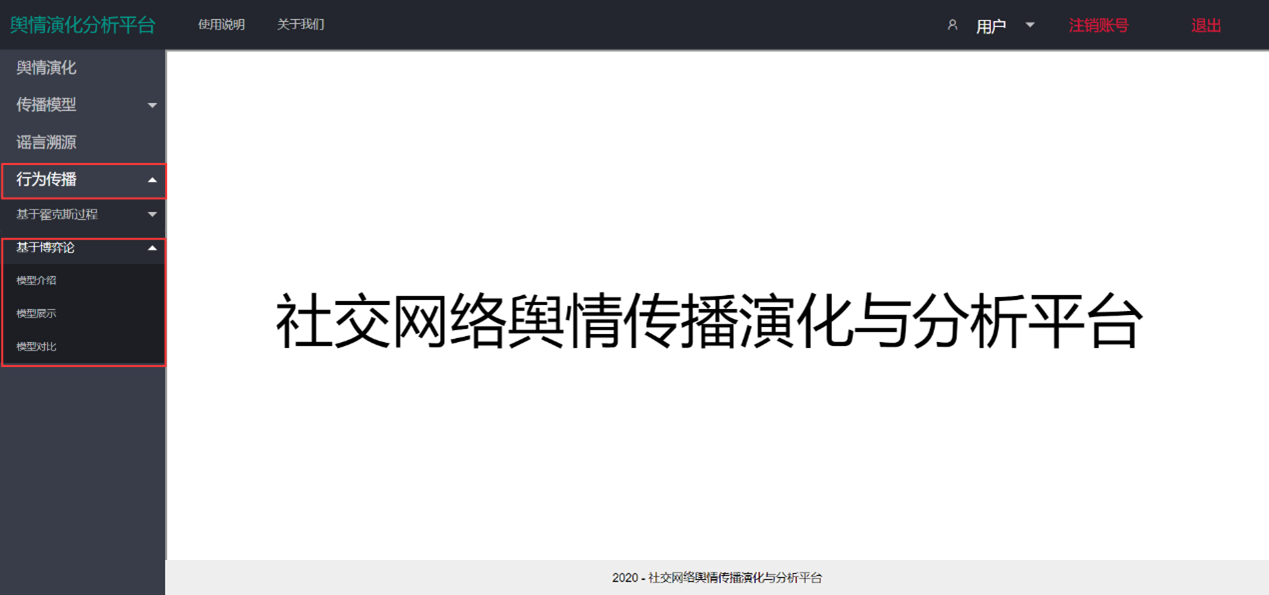 舆情演化分析平台 使用说明 关于我们 用户 注销账号 退出
舆情演化
传播模型
谣言溯源
行为传播
基于霍克斯过程
基于博弈论
模型介绍
模型展示
模型对比
社交网络舆情传播演化与分析平台
2020 - 社交网络舆情传播演化与分析平台